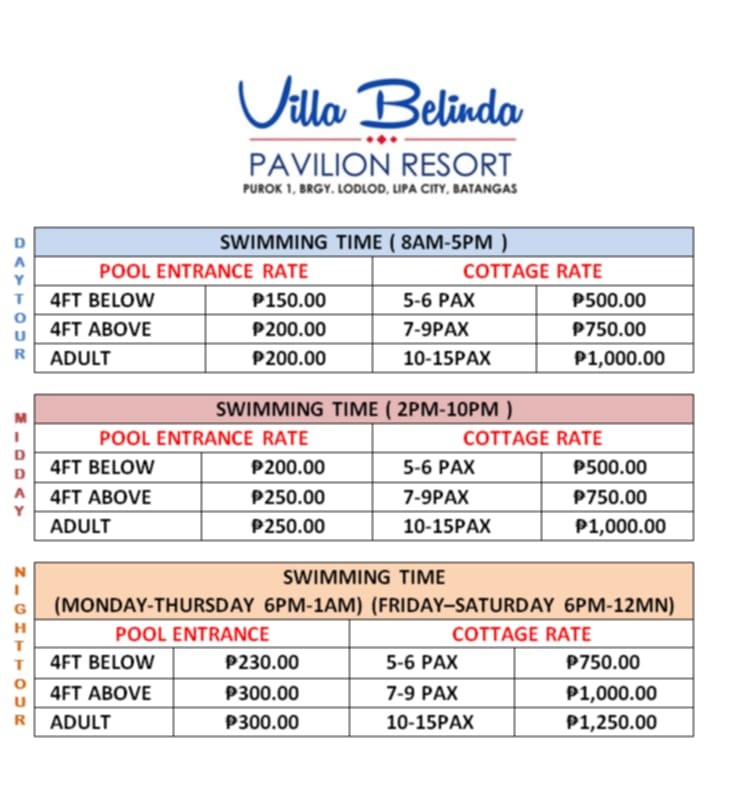 Villa Belinda
PAVILION RESORT
PUROK 1, BRGY. LODLOD, LIPA CITY, BATANGAS
DAYTOUR
SWIMMING TIME ( 8AM-5PM )
POOL ENTRANCE RATE COTTAGE RATE
4FT BELOW ₱150.00 5-6 PAX ₱500.00
4FT ABOVE ₱200.00 7-9PAX ₱750.00
ADULT ₱200.00 10-15PAX ₱1,000.00
MIDDAY
SWIMMING TIME ( 2PM-10PM )
POOL ENTRANCE RATE COTTAGE RATE
4FT BELOW ₱200.00 5-6 PAX ₱500.00
4FT ABOVE ₱250.00 7-9PAX ₱750.00
ADULT ₱250.00 10-15PAX ₱1,000.00
NIGHTTOUR
SWIMMING TIME
(MONDAY-THURSDAY 6PM-1AM) (FRIDAY–SATURDAY 6PM-12MN)
POOL ENTRANCE COTTAGE RATE
4FT BELOW ₱230.00 5-6 PAX ₱750.00
4FT ABOVE ₱300.00 7-9 PAX ₱1,000.00
ADULT ₱300.00 10-15PAX ₱1,250.00